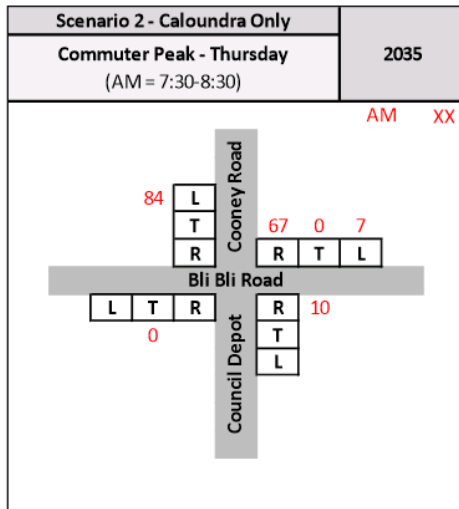 Scenario 2 - Caloundra Only
Commuter Peak - Thursday
(AM = 7:30-8:30)
2035
AM XX
Cooney Road
84 L
T
R
67 0 7
R T L
Bli Bli Road
L T R
0
R 10
T
L
Council Depot